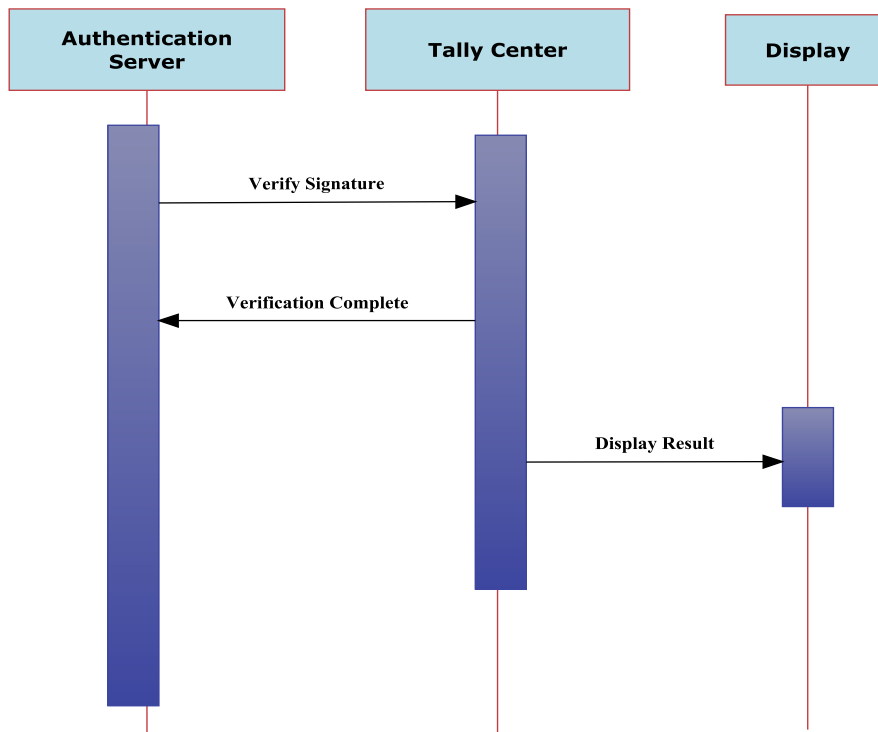 Authentication
Server
Tally Center
Display
Verify Signature
Verification Complete
Display Result